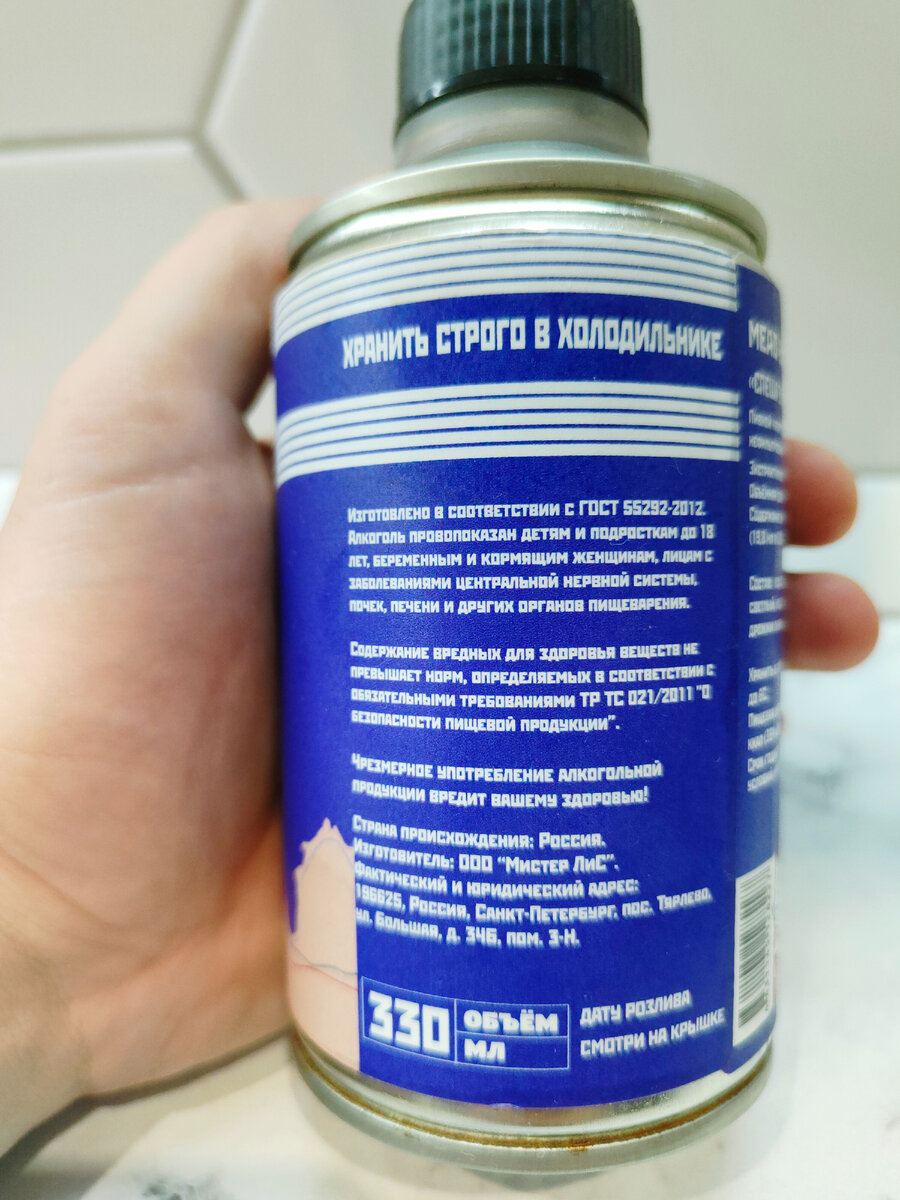 ХРАНИТЬ СТРОГО В ХОЛОДИЛЬНИКЕ
Изготовлено в соответствии с ГОСТ 55292-2012.
Алкоголь провопоказан детям и подросткам до 18
лет, беременным и кормящим женщинам, лицам с
заболеваниями центральной нервной системы,
почек, печени и других органов пищеварения.
Содержание вредных для здоровья веществ не
превышает норм, определяемых в соответствии с
обязательными требованиями ТР ТС 021/2011 "О
безопасности пищевой продукции".
Чрезмерное употребление алкогольной
продукции вредит вашему здоровью!
Страна происхождения: Россия.
Изготовитель: ООО "Мистер ЛиС".
Фактический и юридический адрес:
196625, Россия, Санкт-Петербург, пос. Тярлево,
ул. Большая, д. 34Б, пом. 3-Н.
330 ОБЪЁМ
МЛ
ДАТУ РОЗЛИВА
СМОТРИ НА КРЫШКЕ